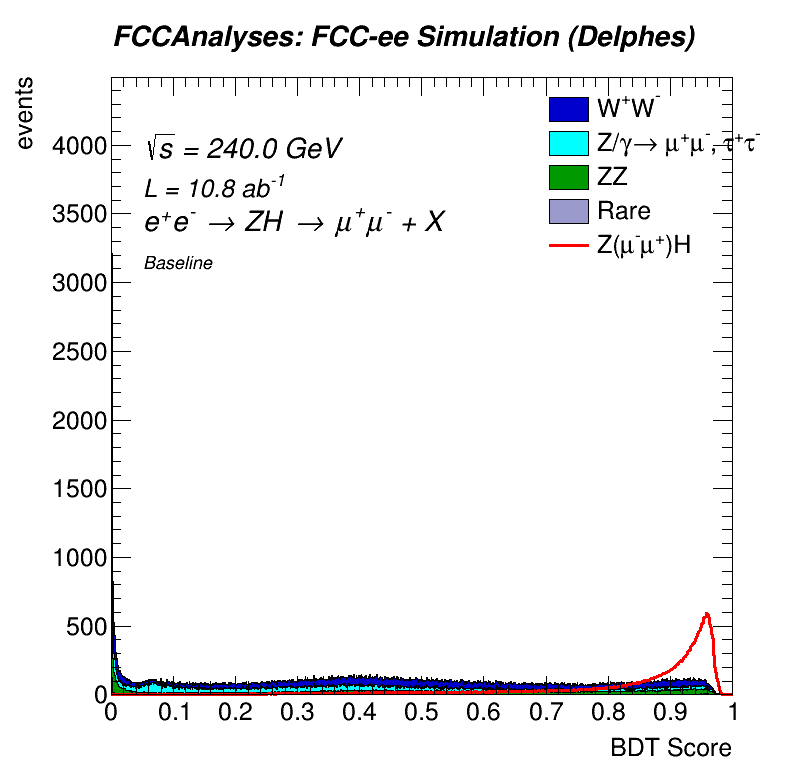 FCCAnalyses: FCC-ee Simulation (Delphes)
events
4000
3500
3000
2500
2000
1500
1000
500
0
√s = 240.0 GeV
L = 10.8 ab⁻¹
e⁺e⁻ → ZH → μ⁺μ⁻ + X
Baseline
W⁺W⁻
Z/γ→ μ⁺μ⁻, τ⁺τ⁻
ZZ
Rare
Z(μ⁻μ⁺)H
0 0.1 0.2 0.3 0.4 0.5 0.6 0.7 0.8 0.9 1
BDT Score